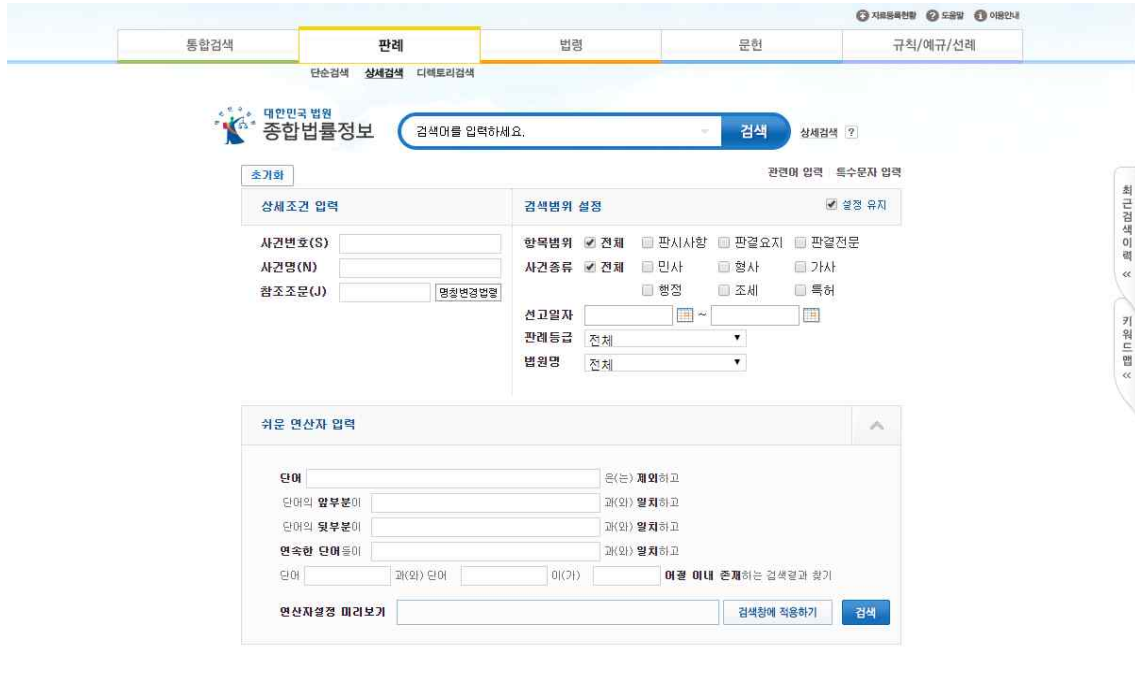 자료등록현황 도움말 이용안내
통합검색 판례 법령 문헌 규칙/예규/선례
단순검색 상세검색 디렉토리검색
대한민국 법원
종합법률정보
검색어를 입력하세요. 검색 상세검색 ?
초기화 관련어 입력 특수문자 입력
상세조건 입력 검색범위 설정 설정 유지
사건번호(S) 항목범위 전체 판시사항 판결요지 판결전문
사건명(N) 사건종류 전체 민사 형사 가사
참조조문(J) 명칭변경법령 행정 조세 특허
선고일자 ~
판례등급 전체
법원명 전체
최근검색이력 «
키워드맵 «
쉬운 연산자 입력
단어 은(는) 제외하고
단어의 앞부분이 과(와) 일치하고
단어의 뒷부분이 과(와) 일치하고
연속한 단어들이 과(와) 일치하고
단어 과(와) 단어 이(가) 어절 이내 존재하는 검색결과 찾기
연산자설정 미리보기 검색창에 적용하기 검색